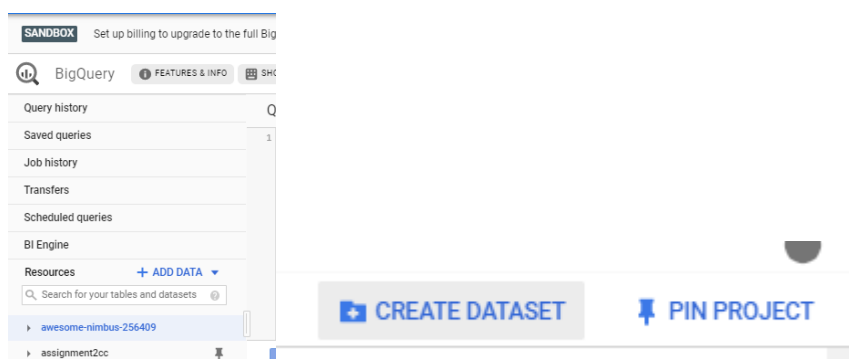 SANDBOX Set up billing to upgrade to the full Big
BigQuery FEATURES & INFO SHO
Query history
Saved queries
Job history
Transfers
Scheduled queries
BI Engine
Resources + ADD DATA
Search for your tables and datasets
awesome-nimbus-256409
assignment2cc
Q
1
CREATE DATASET PIN PROJECT